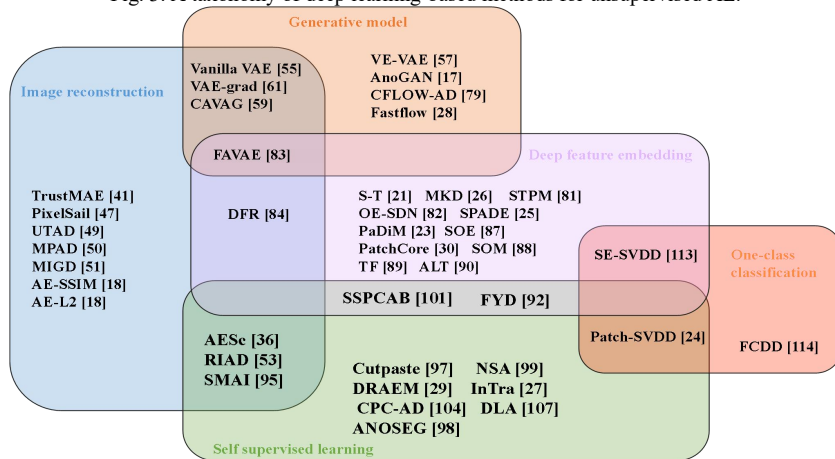 Generative model
VE-VAE [57]
AnoGAN [17]
CFLOW-AD [79]
Fastflow [28]
Vanilla VAE [55]
VAE-grad [61]
CAVAG [59]
Image reconstruction
FAVAE [83]
Deep feature embedding
TrustMAE [41]
PixelSail [47]
UTAD [49]
MPAD [50]
MIGD [51]
AE-SSIM [18]
AE-L2 [18]
DFR [84]
S-T [21] MKD [26] STPM [81]
OE-SDN [82] SPADE [25]
PaDiM [23] SOE [87]
PatchCore [30] SOM [88]
TF [89] ALT [90]
SE-SVDD [113]
One-class
classification
SSPCAB [101] FYD [92]
Patch-SVDD [24]
FCDD [114]
AESc [36]
RIAD [53]
SMAI [95]
Cutpaste [97] NSA [99]
DRAEM [29] InTra [27]
CPC-AD [104] DLA [107]
ANOSEG [98]
Self supervised learning